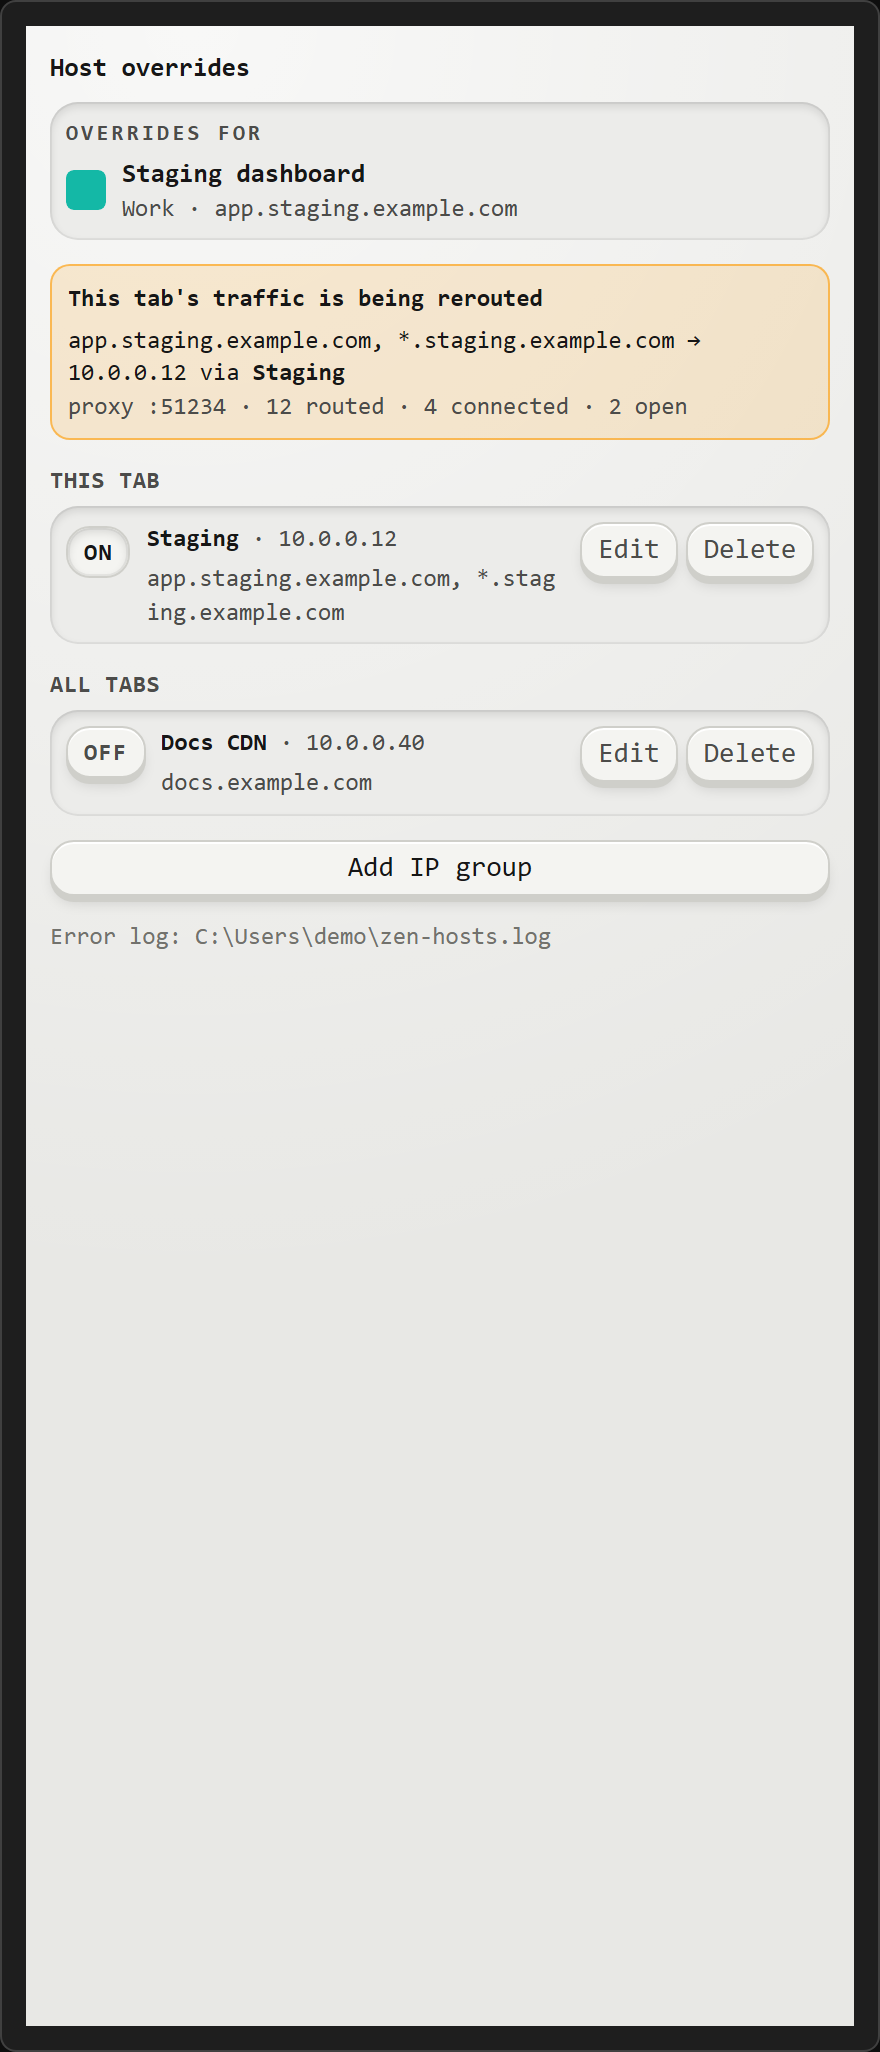 Host overrides
OVERRIDES FOR
Staging dashboard
Work · app.staging.example.com
This tab's traffic is being rerouted
app.staging.example.com, *.staging.example.com →
10.0.0.12 via Staging
proxy :51234 · 12 routed · 4 connected · 2 open
THIS TAB
ON
Staging · 10.0.0.12
app.staging.example.com, *.stag
ing.example.com
Edit
Delete
ALL TABS
OFF
Docs CDN · 10.0.0.40
docs.example.com
Edit
Delete
Add IP group
Error log: C:\Users\demo\zen-hosts.log